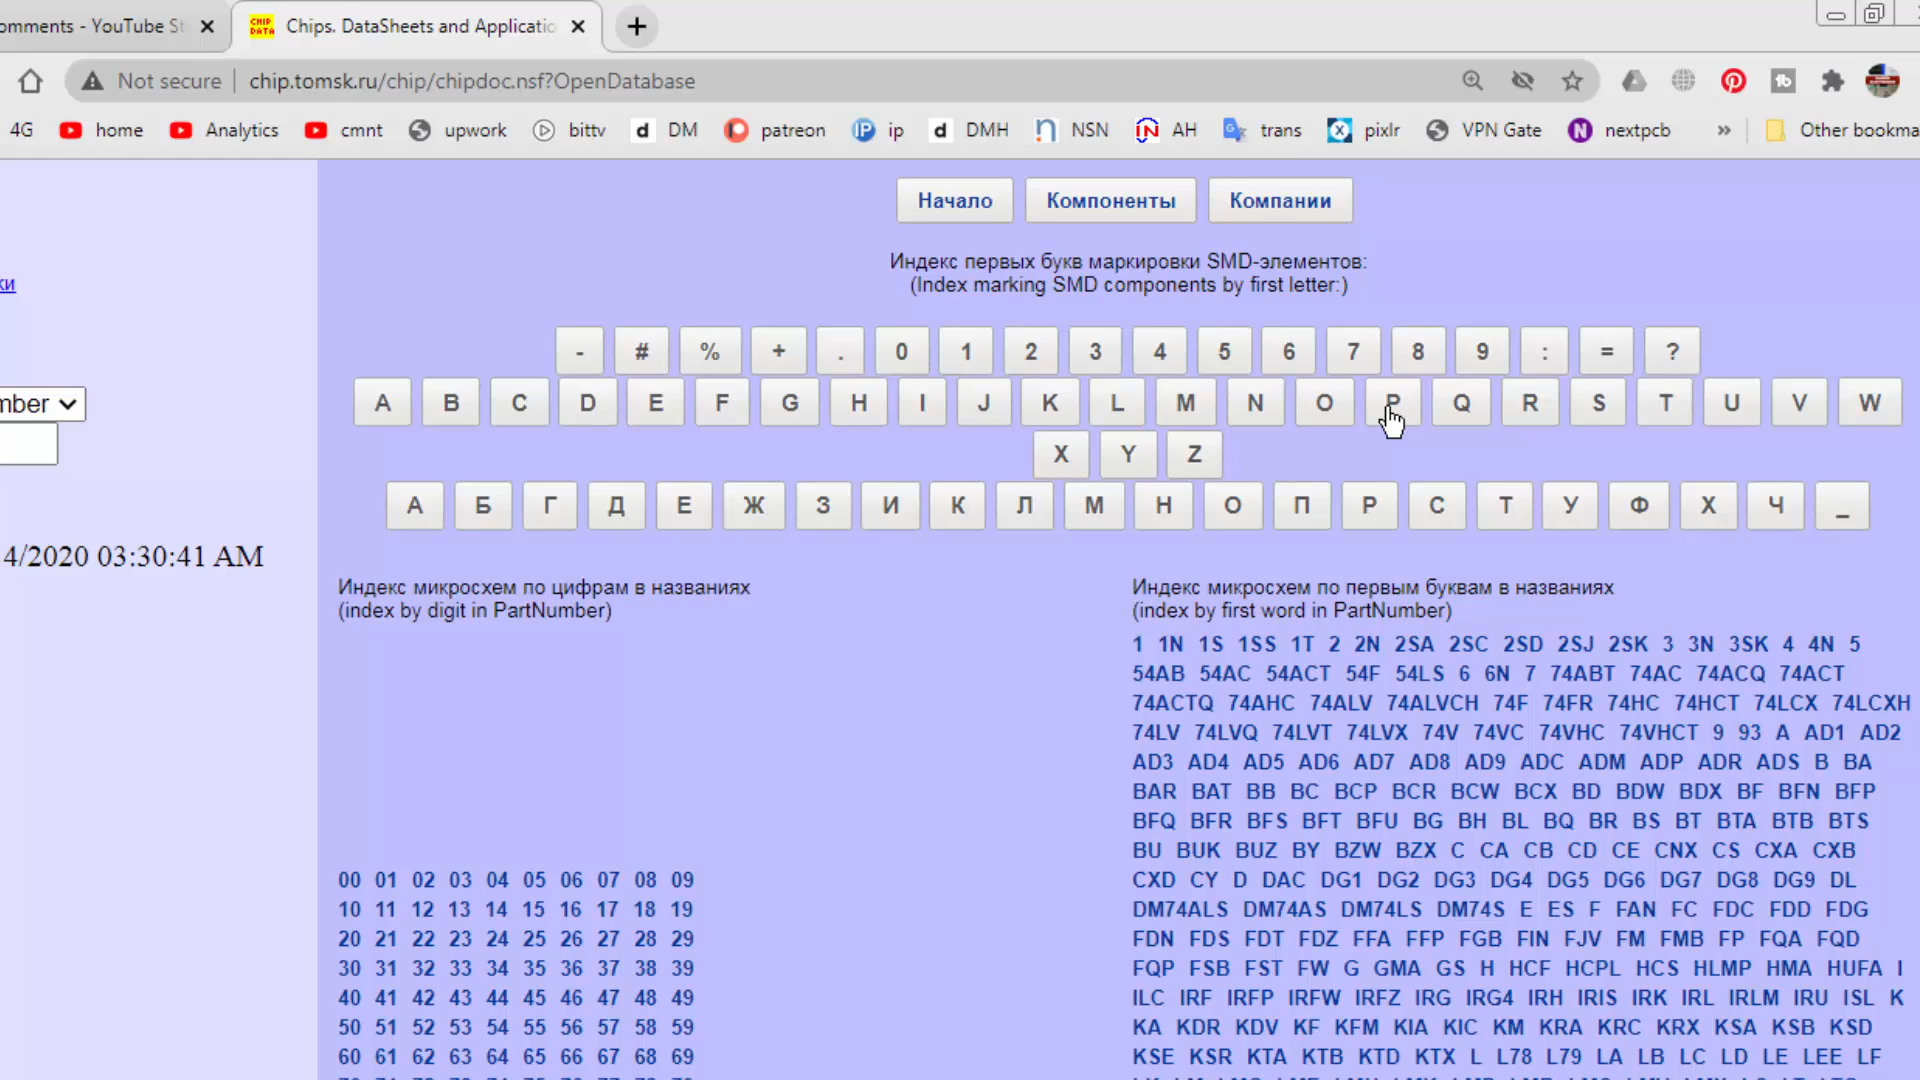 omments - YouTube St
Chips. DataSheets and Applicatio
Not secure chip.tomsk.ru/chip/chipdoc.nsf?OpenDatabase
4G home Analytics cmnt upwork bittv DM patreon ip DMH NSN AH trans pixlr VPN Gate nextpcb » Other bookma
Начало Компоненты Компании
Индекс первых букв маркировки SMD-элементов:
(Index marking SMD components by first letter:)
ки
- # % + . 0 1 2 3 4 5 6 7 8 9 : = ?
A B C D E F G H I J K L M N O P Q R S T U V W
mber
X Y Z
А Б Г Д Е Ж З И К Л М Н О П Р С Т У Ф Х Ч _
4/2020 03:30:41 AM
Индекс микросхем по цифрам в названиях
(index by digit in PartNumber)
00 01 02 03 04 05 06 07 08 09
10 11 12 13 14 15 16 17 18 19
20 21 22 23 24 25 26 27 28 29
30 31 32 33 34 35 36 37 38 39
40 41 42 43 44 45 46 47 48 49
50 51 52 53 54 55 56 57 58 59
60 61 62 63 64 65 66 67 68 69
Индекс микросхем по первым буквам в названиях
(index by first word in PartNumber)
1 1N 1S 1SS 1T 2 2N 2SA 2SC 2SD 2SJ 2SK 3 3N 3SK 4 4N 5
54AB 54AC 54ACT 54F 54LS 6 6N 7 74ABT 74AC 74ACQ 74ACT
74ACTQ 74AHC 74ALV 74ALVCH 74F 74FR 74HC 74HCT 74LCX 74LCXH
74LV 74LVQ 74LVT 74LVX 74V 74VC 74VHC 74VHCT 9 93 A AD1 AD2
AD3 AD4 AD5 AD6 AD7 AD8 AD9 ADC ADM ADP ADR ADS B BA
BAR BAT BB BC BCP BCR BCW BCX BD BDW BDX BF BFN BFP
BFQ BFR BFS BFT BFU BG BH BL BQ BR BS BT BTA BTB BTS
BU BUK BUZ BY BZW BZX C CA CB CD CE CNX CS CXA CXB
CXD CY D DAC DG1 DG2 DG3 DG4 DG5 DG6 DG7 DG8 DG9 DL
DM74ALS DM74AS DM74LS DM74S E ES F FAN FC FDC FDD FDG
FDN FDS FDT FDZ FFA FFP FGB FIN FJV FM FMB FP FQA FQD
FQP FSB FST FW G GMA GS H HCF HCPL HCS HLMP HMA HUFA I
ILC IRF IRFP IRFW IRFZ IRG IRG4 IRH IRIS IRK IRL IRLM IRU ISL K
KA KDR KDV KF KFM KIA KIC KM KRA KRC KRX KSA KSB KSD
KSE KSR KTA KTB KTD KTX L L78 L79 LA LB LC LD LE LEE LF